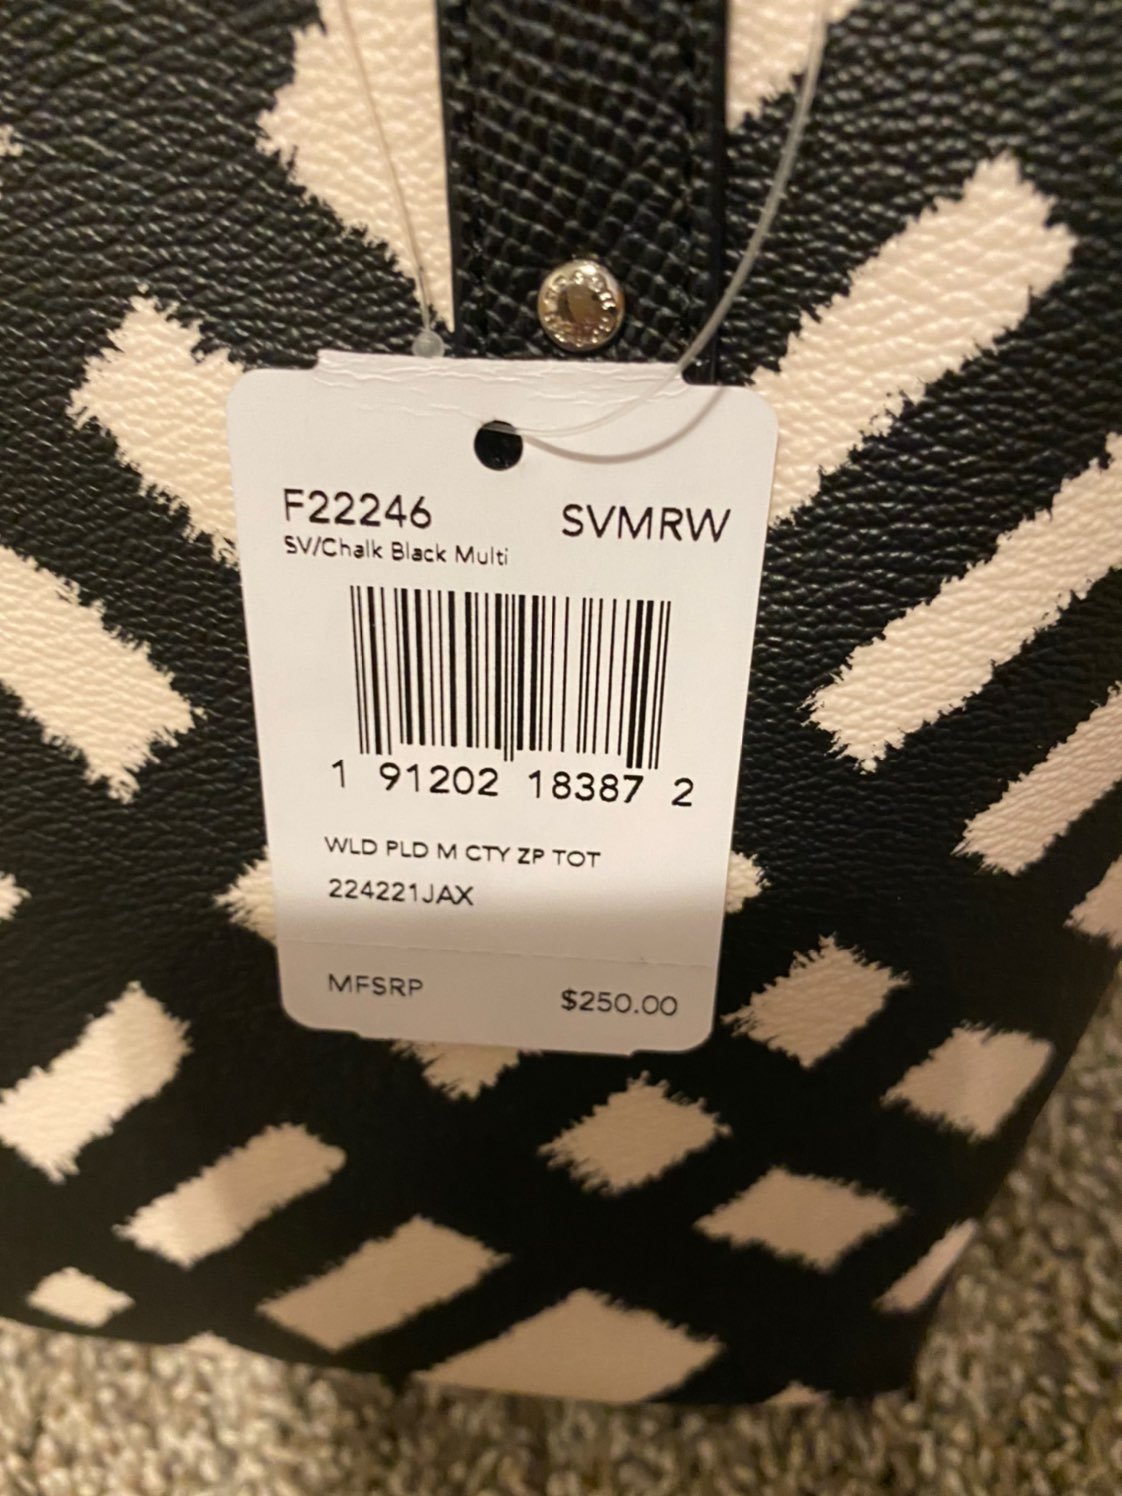 F22246 SVMRW
SV/Chalk Black Multi
1 91202 18387 2
WLD PLD M CTY ZP TOT
224221JAX
MFSRP $250.00